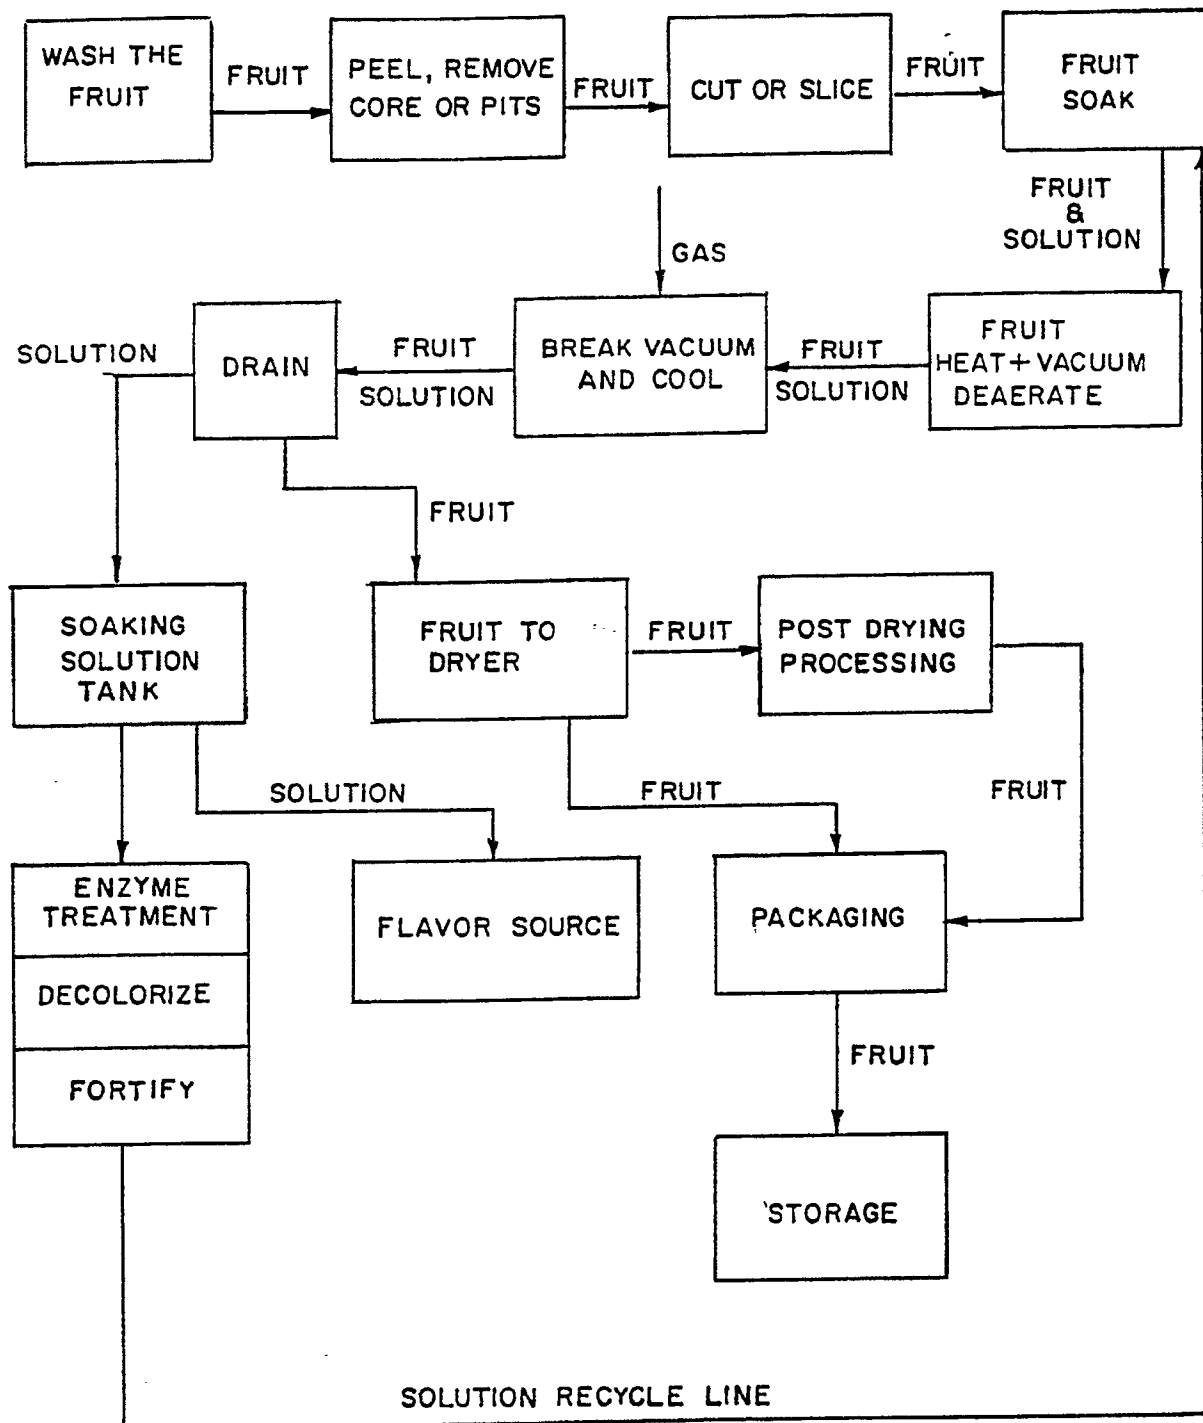 WASH THE
FRUIT
FRUIT
PEEL, REMOVE
CORE OR PITS
FRUIT
CUT OR SLICE
FRUIT
FRUIT
SOAK
FRUIT
&
SOLUTION
GAS
SOLUTION
DRAIN
FRUIT
SOLUTION
BREAK VACUUM
AND COOL
FRUIT
SOLUTION
FRUIT
HEAT+VACUUM
DEAERATE
FRUIT
SOAKING
SOLUTION
TANK
FRUIT TO
DRYER
FRUIT
POST DRYING
PROCESSING
SOLUTION
FRUIT
FRUIT
ENZYME
TREATMENT
DECOLORIZE
FORTIFY
FLAVOR SOURCE
PACKAGING
FRUIT
STORAGE
SOLUTION RECYCLE LINE